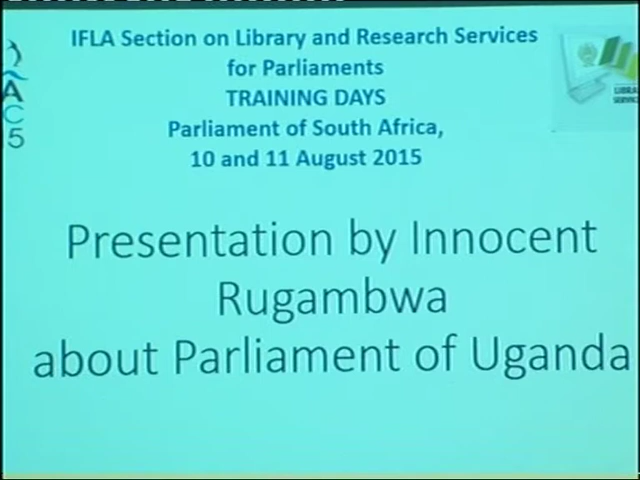 IFLA Section on Library and Research Services
for Parliaments
TRAINING DAYS
Parliament of South Africa,
10 and 11 August 2015
Presentation by Innocent
Rugambwa
about Parliament of Uganda
A
C
5